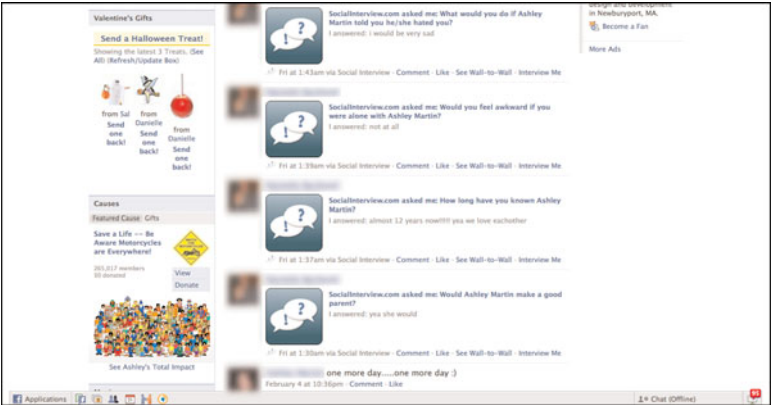 Valentine's Gifts
Send a Halloween Treat!
Showing the latest 3 Treats. (See
All) (Refresh/Update Box)
from Sal
Send
one
back!
from
Danielle
Send
one
back!
from
Danielle
Send
one
back!
Causes
Featured Cause Gifts
Save a Life -- Be
Aware Motorcycles
are Everywhere!
members
donated
View
Donate
See Ashley's Total Impact
SocialInterview.com asked me: What would you do if Ashley
Martin told you he/she hated you?
I answered: i would be very sad
Fri at 1:43am via Social Interview · Comment · Like · See Wall-to-Wall · Interview Me
SocialInterview.com asked me: Would you feel awkward if you
were alone with Ashley Martin?
I answered: not at all
Fri at 1:39am via Social Interview · Comment · Like · See Wall-to-Wall · Interview Me
SocialInterview.com asked me: How long have you known Ashley
Martin?
I answered: almost 12 years now!!!!! yea we love eachother
Fri at 1:37am via Social Interview · Comment · Like · See Wall-to-Wall · Interview Me
SocialInterview.com asked me: Would Ashley Martin make a good
parent?
I answered: yea she would
Fri at 1:30am via Social Interview · Comment · Like · See Wall-to-Wall · Interview Me
one more day.....one more day :)
February 4 at 10:36pm · Comment · Like
design and development
in Newburyport, MA.
Become a Fan
More Ads
Applications
Chat (Offline)
95